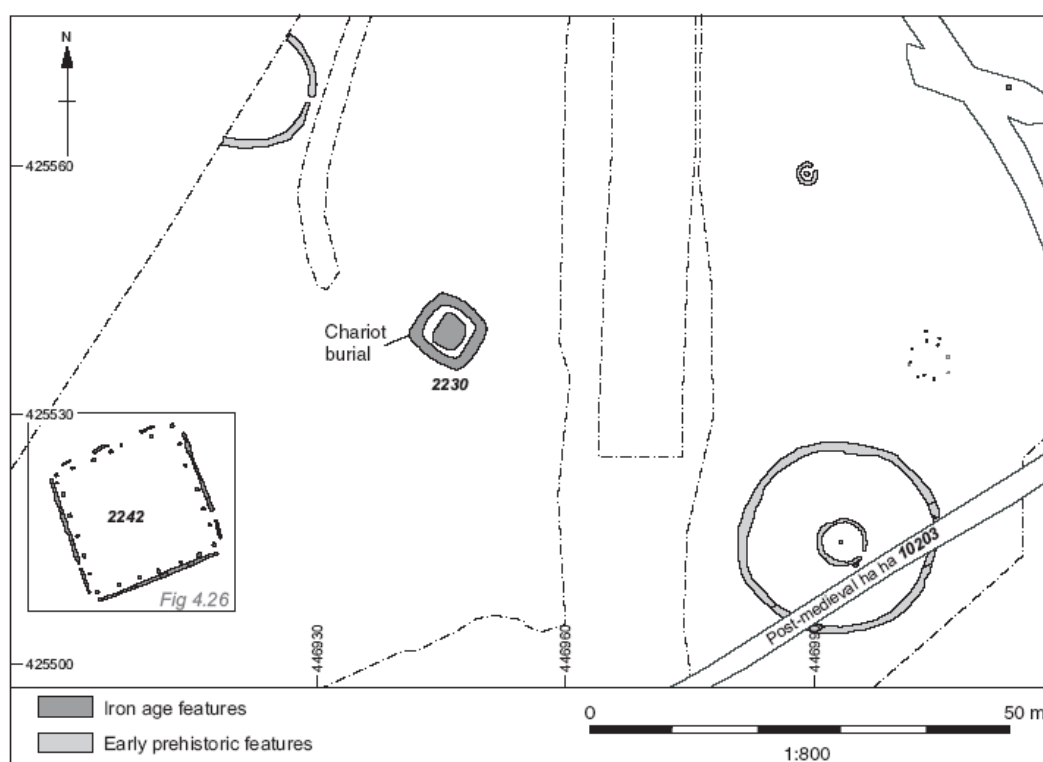 N
425560
Chariot
burial
2230
425530
2242
Fig 4.26
Post-medieval ha ha 10203
425500
446930
446960
446990
Iron age features
Early prehistoric features
0
50 m
1:800